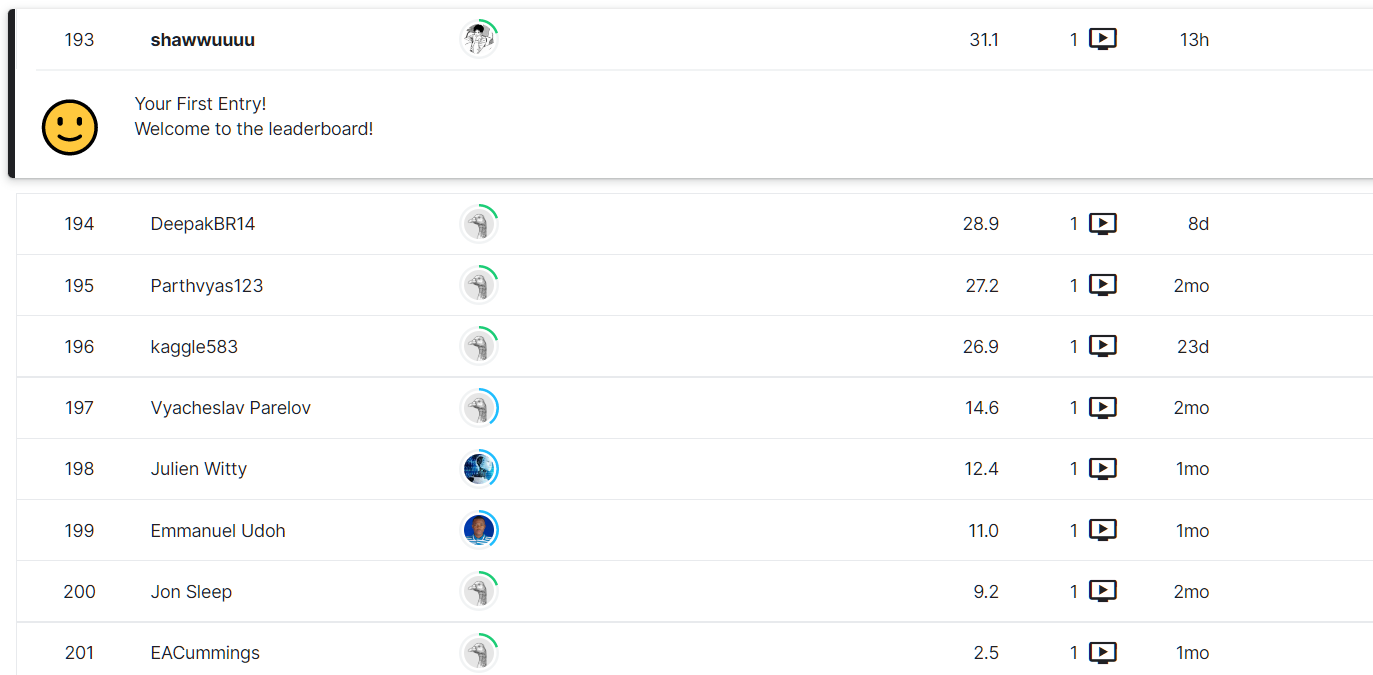 193 shawwuuuu 31.1 1 13h
Your First Entry!
Welcome to the leaderboard!
194 DeepakBR14 28.9 1 8d
195 Parthvyas123 27.2 1 2mo
196 kaggle583 26.9 1 23d
197 Vyacheslav Parelov 14.6 1 2mo
198 Julien Witty 12.4 1 1mo
199 Emmanuel Udoh 11.0 1 1mo
200 Jon Sleep 9.2 1 2mo
201 EACummings 2.5 1 1mo